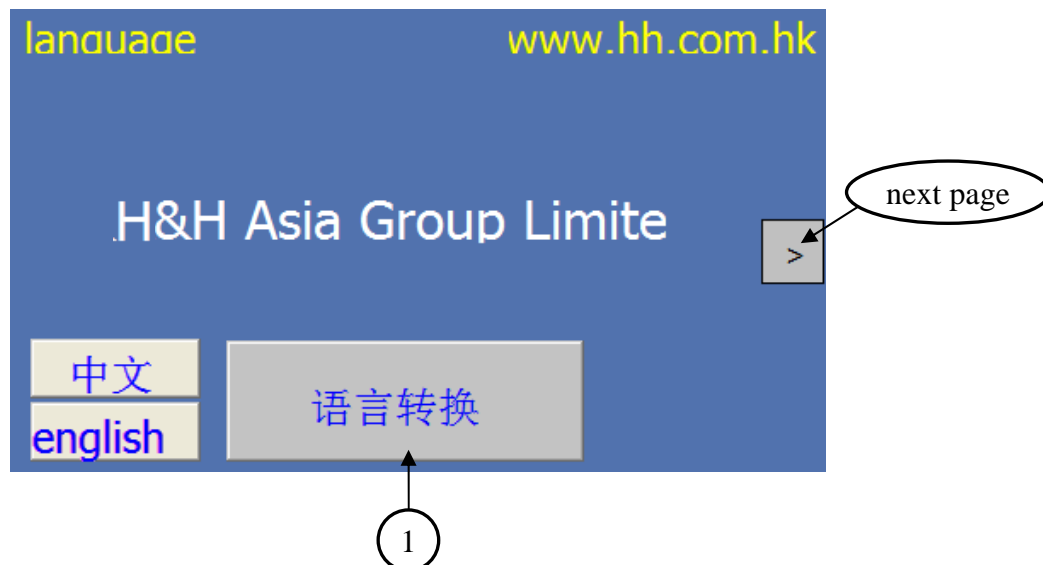 language www.hh.com.hk
next page
H&H Asia Group Limite
>
中文
语言转换
english
1